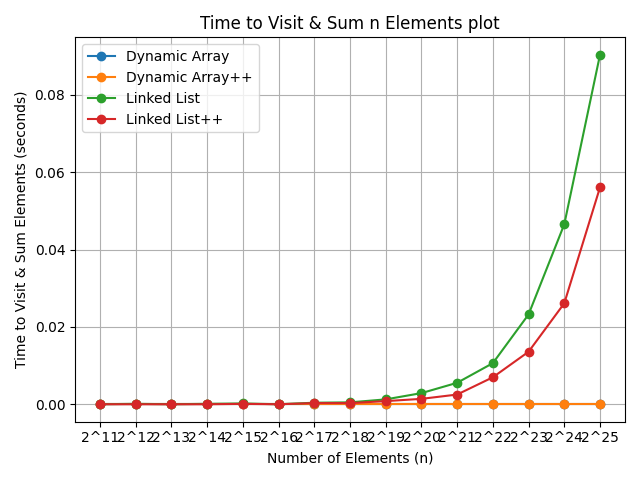 Time to Visit & Sum n Elements plot
Dynamic Array
Dynamic Array++
Linked List
Linked List++
Time to Visit & Sum Elements (seconds)
0.08
0.06
0.04
0.02
0.00
2^11 2^12 2^13 2^14 2^15 2^16 2^17 2^18 2^19 2^20 2^21 2^22 2^23 2^24 2^25
Number of Elements (n)